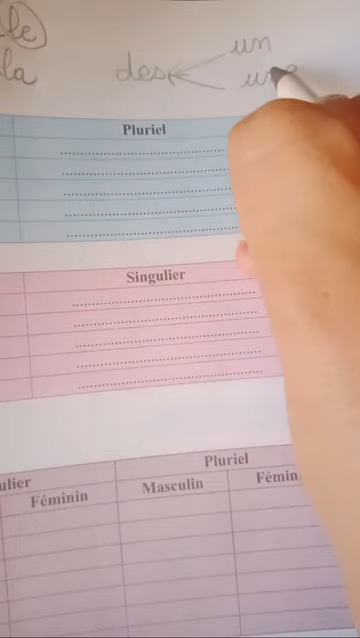 le
un
la
des
une
Pluriel
Singulier
Pluriel
ulier
Féminin
Masculin
Fémin